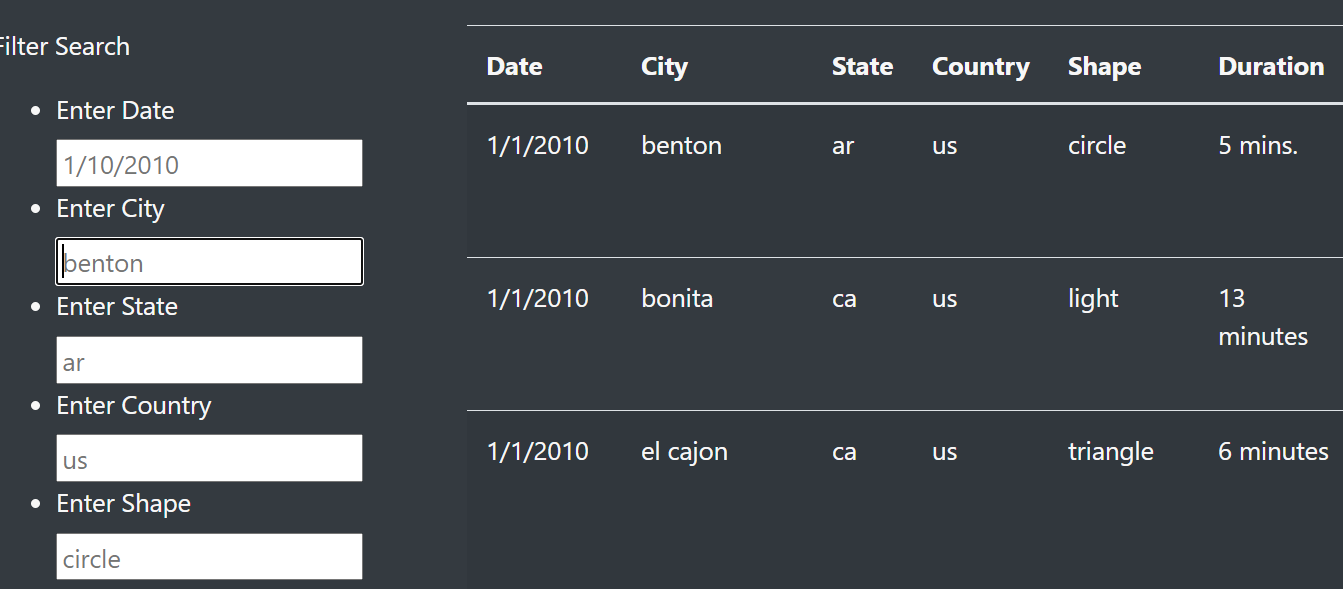 Filter Search
Enter Date
1/10/2010
Enter City
benton
Enter State
ar
Enter Country
us
Enter Shape
circle
Date City State Country Shape Duration
1/1/2010 benton ar us circle 5 mins.
1/1/2010 bonita ca us light 13
minutes
1/1/2010 el cajon ca us triangle 6 minutes